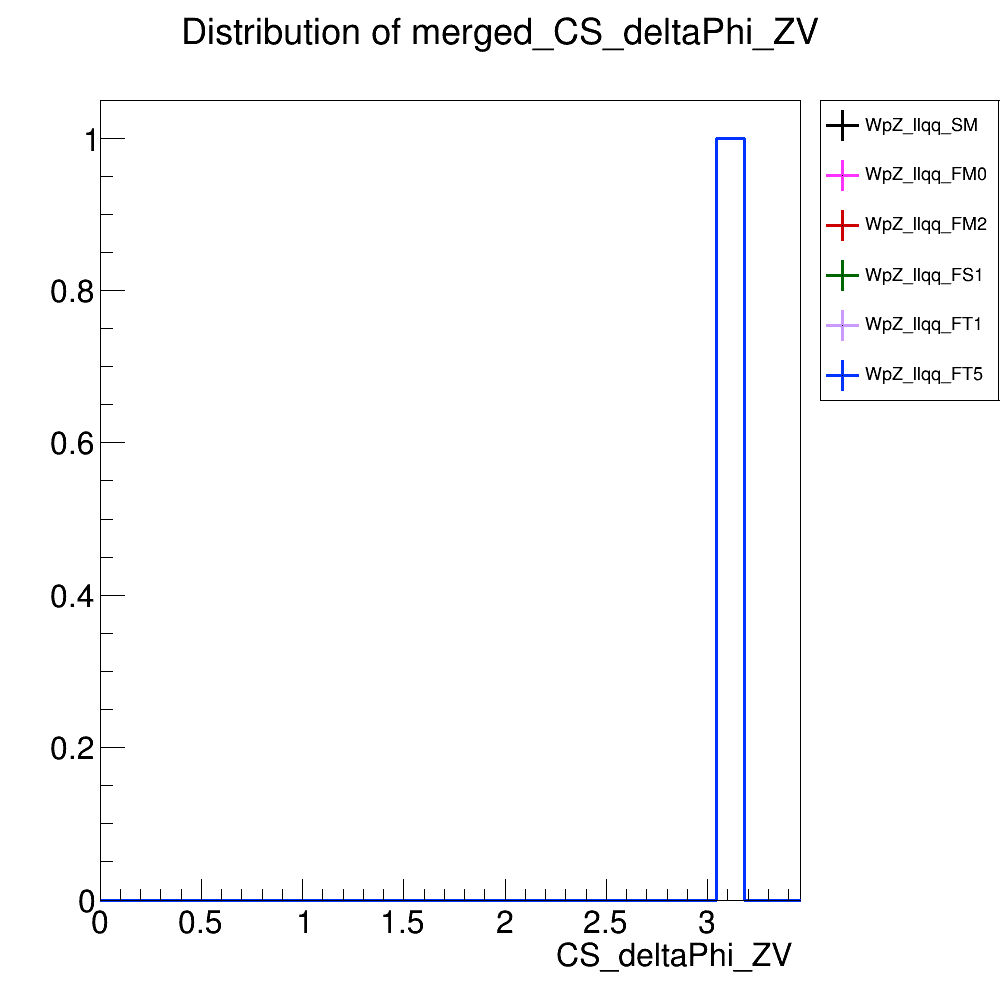 Distribution of merged_CS_deltaPhi_ZV
1
0.8
0.6
0.4
0.2
0
0 0.5 1 1.5 2 2.5 3
CS_deltaPhi_ZV
WpZ_llqq_SM
WpZ_llqq_FM0
WpZ_llqq_FM2
WpZ_llqq_FS1
WpZ_llqq_FT1
WpZ_llqq_FT5